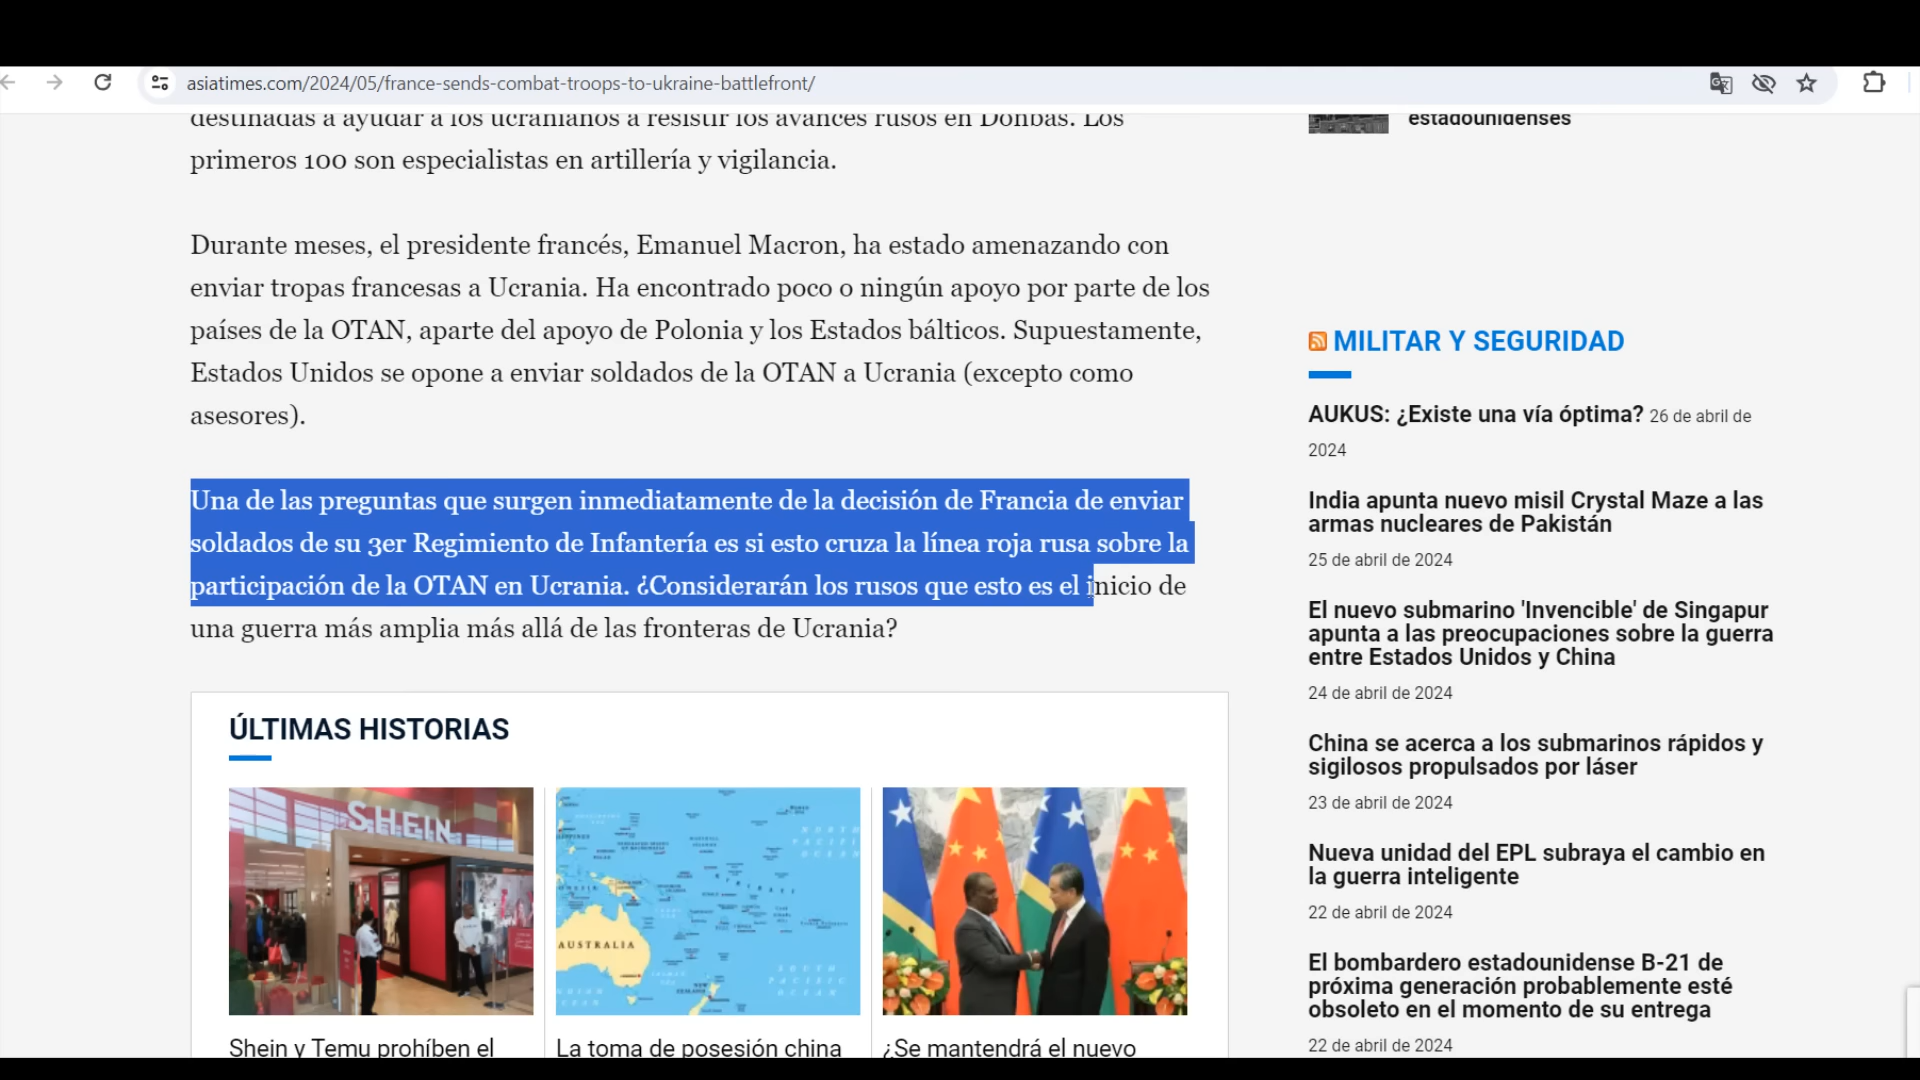 asiatimes.com/2024/05/france-sends-combat-troops-to-ukraine-battlefront/
destinadas a ayudar a los ucranianos a resistir los avances rusos en Donbás. Los
primeros 100 son especialistas en artillería y vigilancia.
Durante meses, el presidente francés, Emanuel Macron, ha estado amenazando con
enviar tropas francesas a Ucrania. Ha encontrado poco o ningún apoyo por parte de los
países de la OTAN, aparte del apoyo de Polonia y los Estados bálticos. Supuestamente,
Estados Unidos se opone a enviar soldados de la OTAN a Ucrania (excepto como
asesores).
Una de las preguntas que surgen inmediatamente de la decisión de Francia de enviar
soldados de su 3er Regimiento de Infantería es si esto cruza la línea roja rusa sobre la
participación de la OTAN en Ucrania. ¿Considerarán los rusos que esto es el inicio de
una guerra más amplia más allá de las fronteras de Ucrania?
ÚLTIMAS HISTORIAS
SHEIN
AUSTRALIA
Shein y Temu prohíben el
La toma de posesión china
¿Se mantendrá el nuevo
estadounidenses
MILITAR Y SEGURIDAD
AUKUS: ¿Existe una vía óptima? 26 de abril de
2024
India apunta nuevo misil Crystal Maze a las
armas nucleares de Pakistán
25 de abril de 2024
El nuevo submarino 'Invencible' de Singapur
apunta a las preocupaciones sobre la guerra
entre Estados Unidos y China
24 de abril de 2024
China se acerca a los submarinos rápidos y
sigilosos propulsados por láser
23 de abril de 2024
Nueva unidad del EPL subraya el cambio en
la guerra inteligente
22 de abril de 2024
El bombardero estadounidense B-21 de
próxima generación probablemente esté
obsoleto en el momento de su entrega
22 de abril de 2024